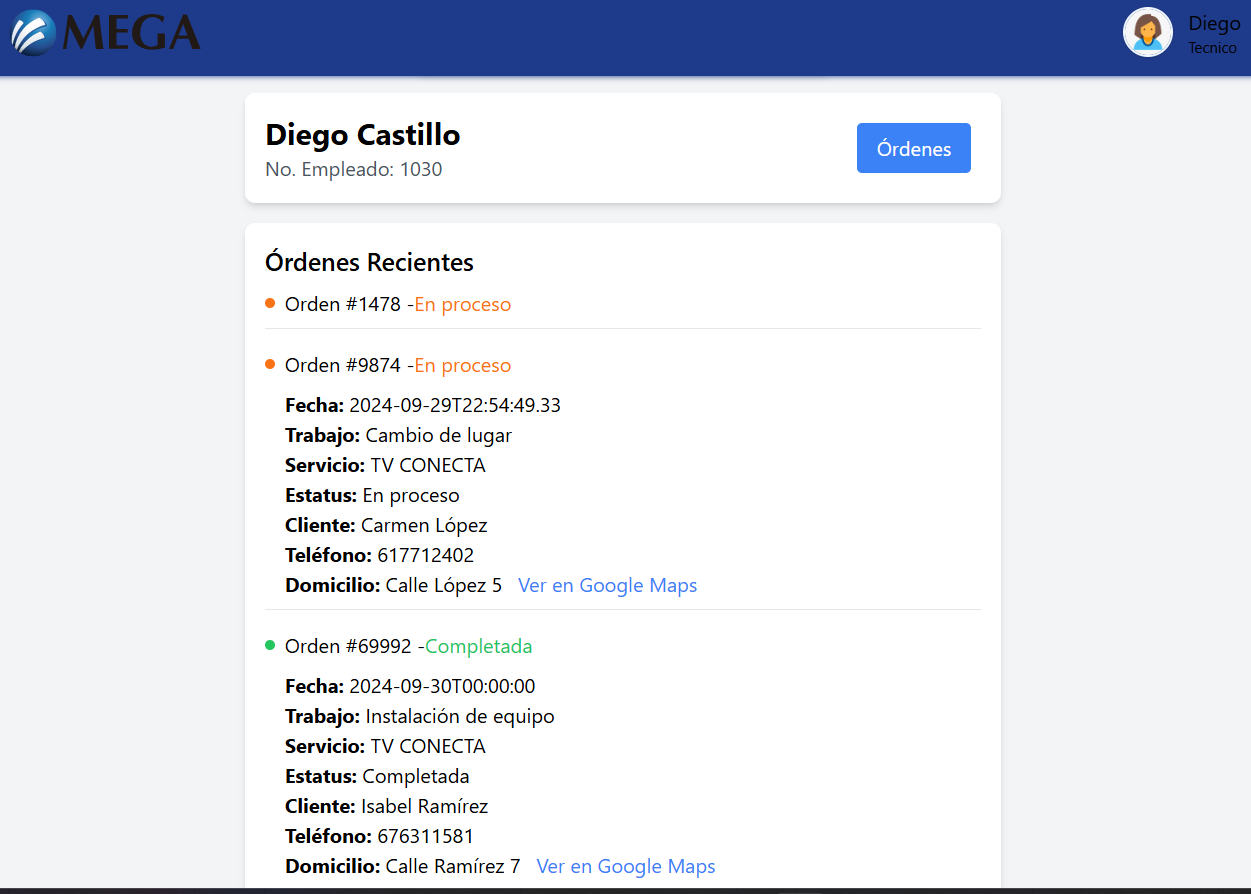 MEGA
Diego
Tecnico
Diego Castillo
No. Empleado: 1030
Órdenes
Órdenes Recientes
Orden #1478 -En proceso
Orden #9874 -En proceso
Fecha: 2024-09-29T22:54:49.33
Trabajo: Cambio de lugar
Servicio: TV CONECTA
Estatus: En proceso
Cliente: Carmen López
Teléfono: 617712402
Domicilio: Calle López 5 Ver en Google Maps
Orden #69992 -Completada
Fecha: 2024-09-30T00:00:00
Trabajo: Instalación de equipo
Servicio: TV CONECTA
Estatus: Completada
Cliente: Isabel Ramírez
Teléfono: 676311581
Domicilio: Calle Ramírez 7 Ver en Google Maps